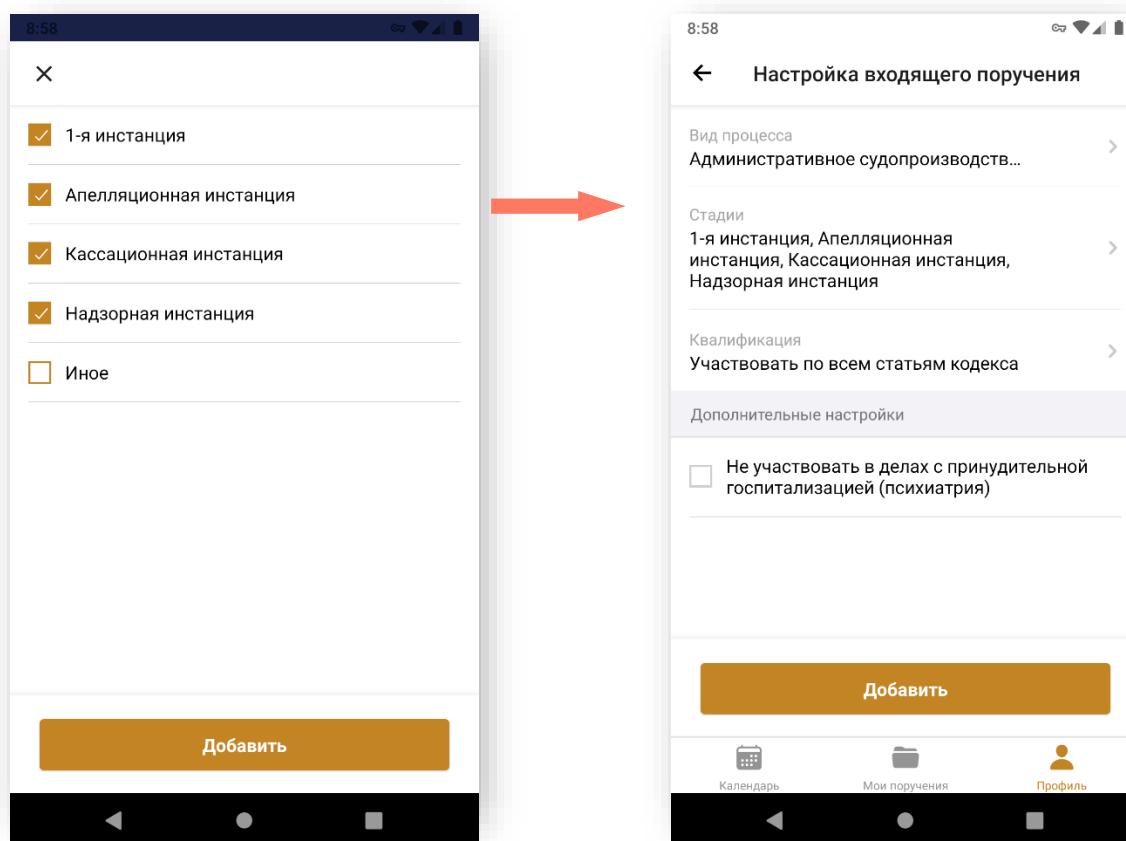 8:58
1-я инстанция
Апелляционная инстанция
Кассационная инстанция
Надзорная инстанция
Иное
Добавить
8:58
Настройка входящего поручения
Вид процесса
Административное судопроизводств...
Стадии
1-я инстанция, Апелляционная
инстанция, Кассационная инстанция,
Надзорная инстанция
Квалификация
Участвовать по всем статьям кодекса
Дополнительные настройки
Не участвовать в делах с принудительной
госпитализацией (психиатрия)
Добавить
Календарь
Мои поручения
Профиль